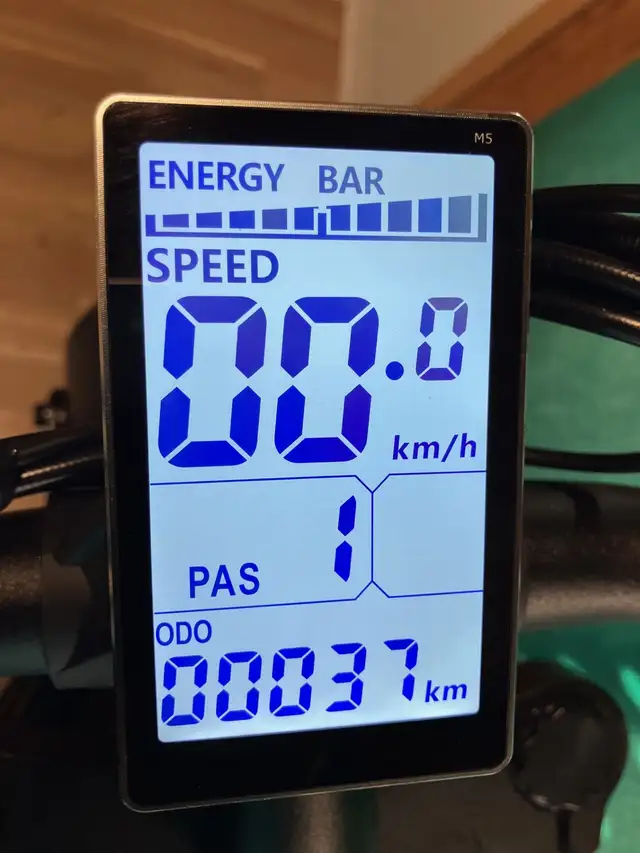 M5
ENERGY BAR
SPEED
00.0 km/h
PAS 1
ODO
00037 km